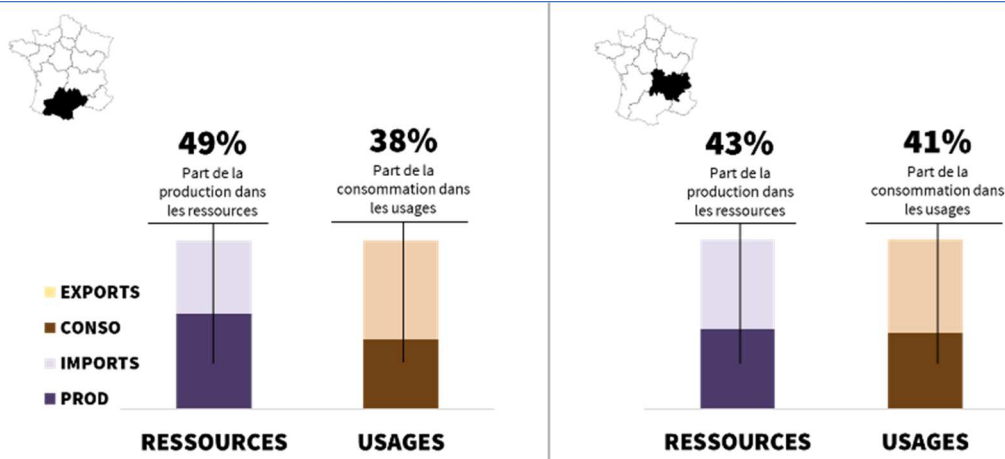 49%
Part de la
production dans
les ressources
38%
Part de la
consommation dans
les usages
EXPORTS
CONSO
IMPORTS
PROD
RESSOURCES
USAGES
43%
Part de la
production dans
les ressources
41%
Part de la
consommation dans
les usages
RESSOURCES
USAGES